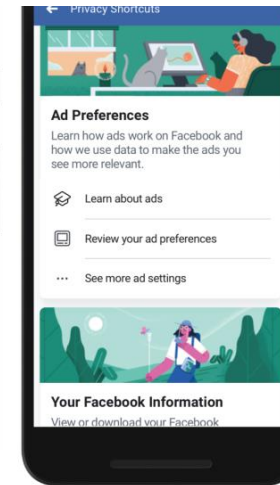 Privacy Shortcuts
Ad Preferences
Learn how ads work on Facebook and
how we use data to make the ads you
see more relevant.
Learn about ads
Review your ad preferences
See more ad settings
Your Facebook Information
View or download your Facebook